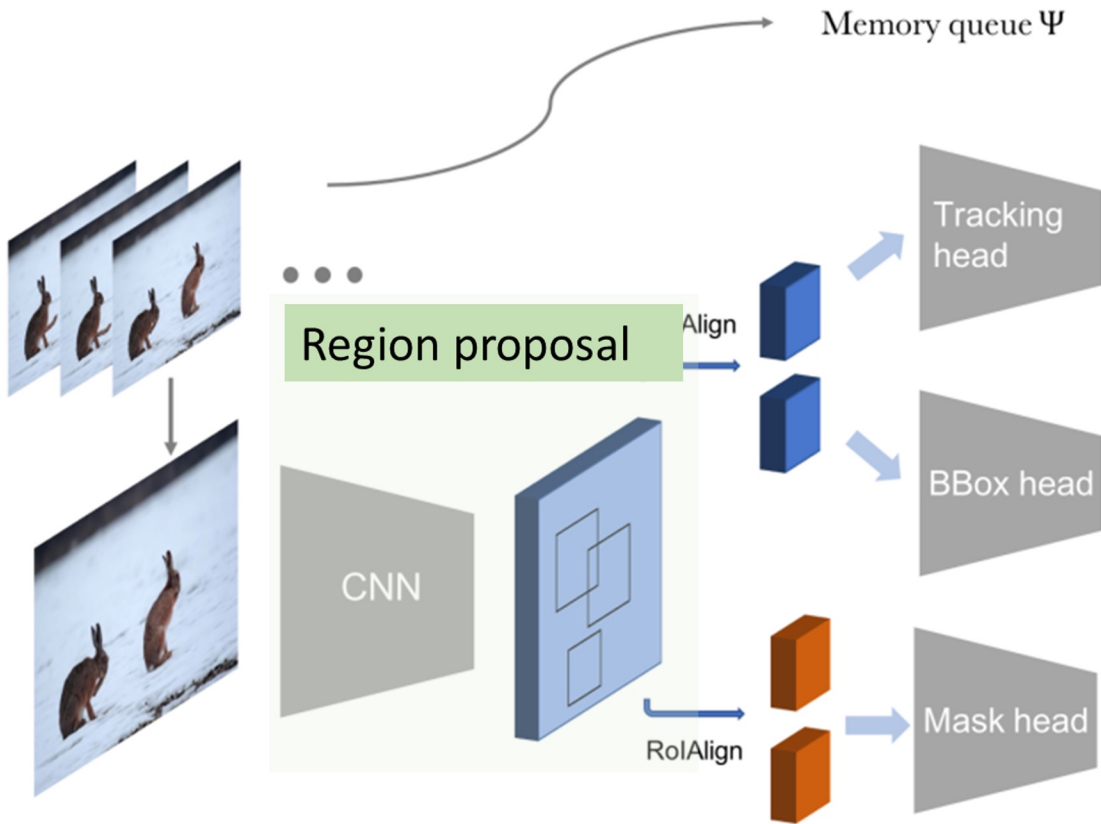 Memory queue Ψ
Tracking
head
Region proposal
Align
BBox head
CNN
Mask head
RoIAlign